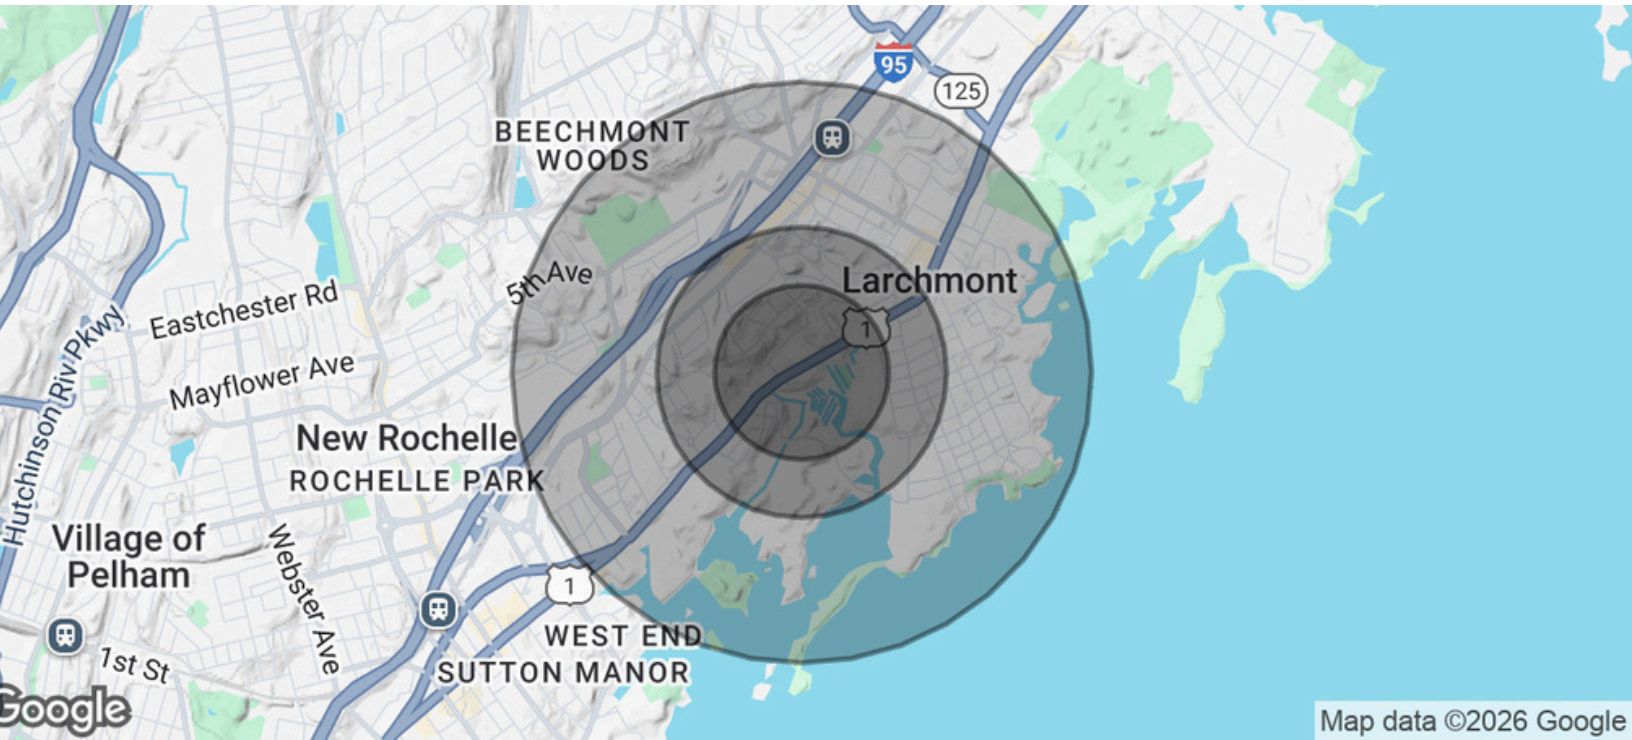 95
125
BEECHMONT
WOODS
5th Ave
Larchmont
Eastchester Rd
1
Hutchinson Riv Pkwy
Mayflower Ave
New Rochelle
ROCHELLE PARK
Village of
Pelham
Webster Ave
1
WEST END
1st St
SUTTON MANOR
Google
Map data ©2026 Google